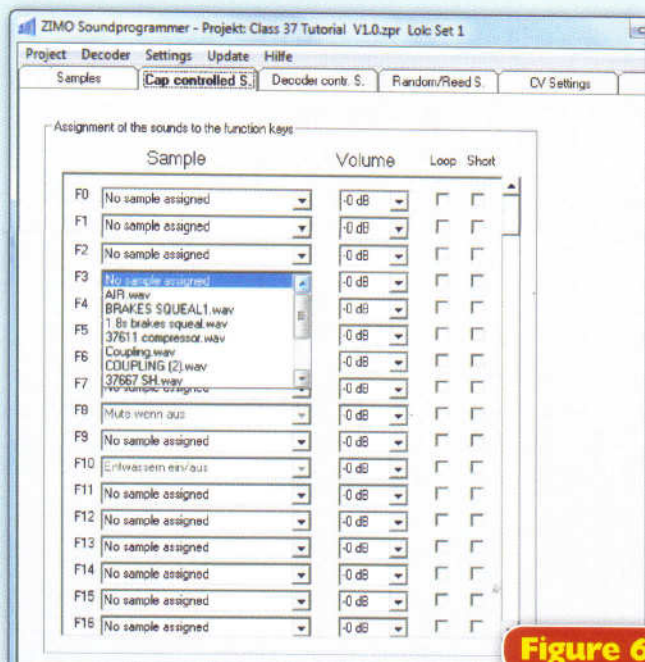 ZIMO Soundprogrammer - Projekt: Class 37 Tutorial V1.0.zpr Lok: Set 1
Project Decoder Settings Update Hilfe
Samples Cap controlled S. Decoder contr. S. Random/Reed S. CV Settings
Assignment of the sounds to the function keys
Sample Volume Loop Short
F0 No sample assigned -0 dB
F1 No sample assigned -0 dB
F2 No sample assigned -0 dB
F3 No sample assigned -0 dB
AIR.wav
F4 BRAKES SQUEAL1.wav -0 dB
1.8s brakes squeal.wav
F5 37611 compressor.wav -0 dB
Coupling.wav
F6 COUPLING (2).wav -0 dB
37667 SH.wav
F7 No sample assigned -0 dB
F8 Mute wenn aus -0 dB
F9 No sample assigned -0 dB
F10 Entwässern ein/aus -0 dB
F11 No sample assigned -0 dB
F12 No sample assigned -0 dB
F13 No sample assigned -0 dB
F14 No sample assigned -0 dB
F15 No sample assigned -0 dB
F16 No sample assigned -0 dB
Figure 6